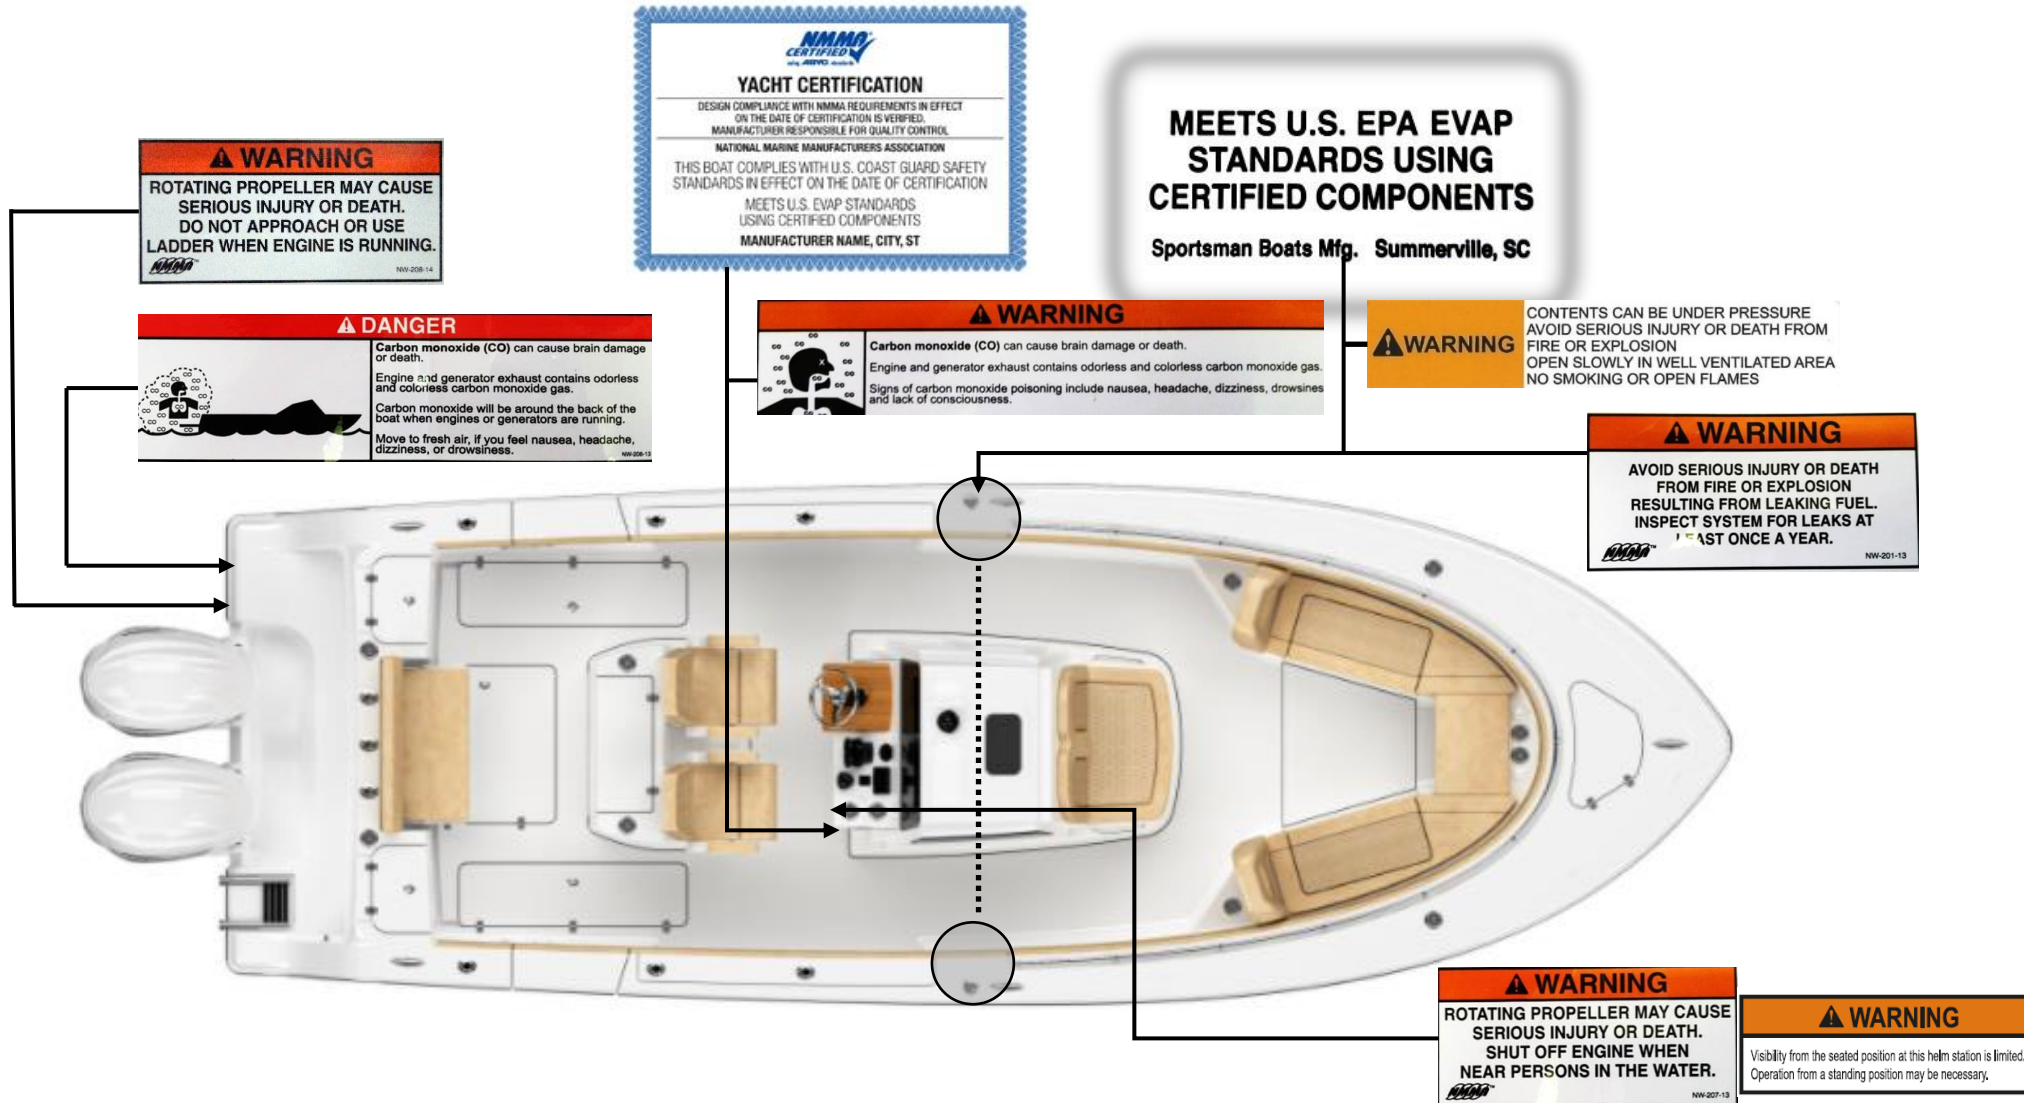 NMMA
CERTIFIED
using ABYC standards
YACHT CERTIFICATION
DESIGN COMPLIANCE WITH NMMA REQUIREMENTS IN EFFECT
ON THE DATE OF CERTIFICATION IS VERIFIED.
MANUFACTURER RESPONSIBLE FOR QUALITY CONTROL
NATIONAL MARINE MANUFACTURERS ASSOCIATION
THIS BOAT COMPLIES WITH U.S. COAST GUARD SAFETY
STANDARDS IN EFFECT ON THE DATE OF CERTIFICATION
MEETS U.S. EVAP STANDARDS
USING CERTIFIED COMPONENTS
MANUFACTURER NAME, CITY, ST
MEETS U.S. EPA EVAP
STANDARDS USING
CERTIFIED COMPONENTS
Sportsman Boats Mfg. Summerville, SC
WARNING
ROTATING PROPELLER MAY CAUSE
SERIOUS INJURY OR DEATH.
DO NOT APPROACH OR USE
LADDER WHEN ENGINE IS RUNNING.
NMMA™
NW-208-14
DANGER
Carbon monoxide (CO) can cause brain damage
or death.
Engine and generator exhaust contains odorless
and colorless carbon monoxide gas.
Carbon monoxide will be around the back of the
boat when engines or generators are running.
Move to fresh air, if you feel nausea, headache,
dizziness, or drowsiness.
NW-206-13
WARNING
Carbon monoxide (CO) can cause brain damage or death.
Engine and generator exhaust contains odorless and colorless carbon monoxide gas.
Signs of carbon monoxide poisoning include nausea, headache, dizziness, drowsines
and lack of consciousness.
WARNING
CONTENTS CAN BE UNDER PRESSURE
AVOID SERIOUS INJURY OR DEATH FROM
FIRE OR EXPLOSION
OPEN SLOWLY IN WELL VENTILATED AREA
NO SMOKING OR OPEN FLAMES
WARNING
AVOID SERIOUS INJURY OR DEATH
FROM FIRE OR EXPLOSION
RESULTING FROM LEAKING FUEL.
INSPECT SYSTEM FOR LEAKS AT
LEAST ONCE A YEAR.
NMMA™
NW-201-13
WARNING
ROTATING PROPELLER MAY CAUSE
SERIOUS INJURY OR DEATH.
SHUT OFF ENGINE WHEN
NEAR PERSONS IN THE WATER.
NMMA™
NW-207-13
WARNING
Visibility from the seated position at this helm station is limited.
Operation from a standing position may be necessary.